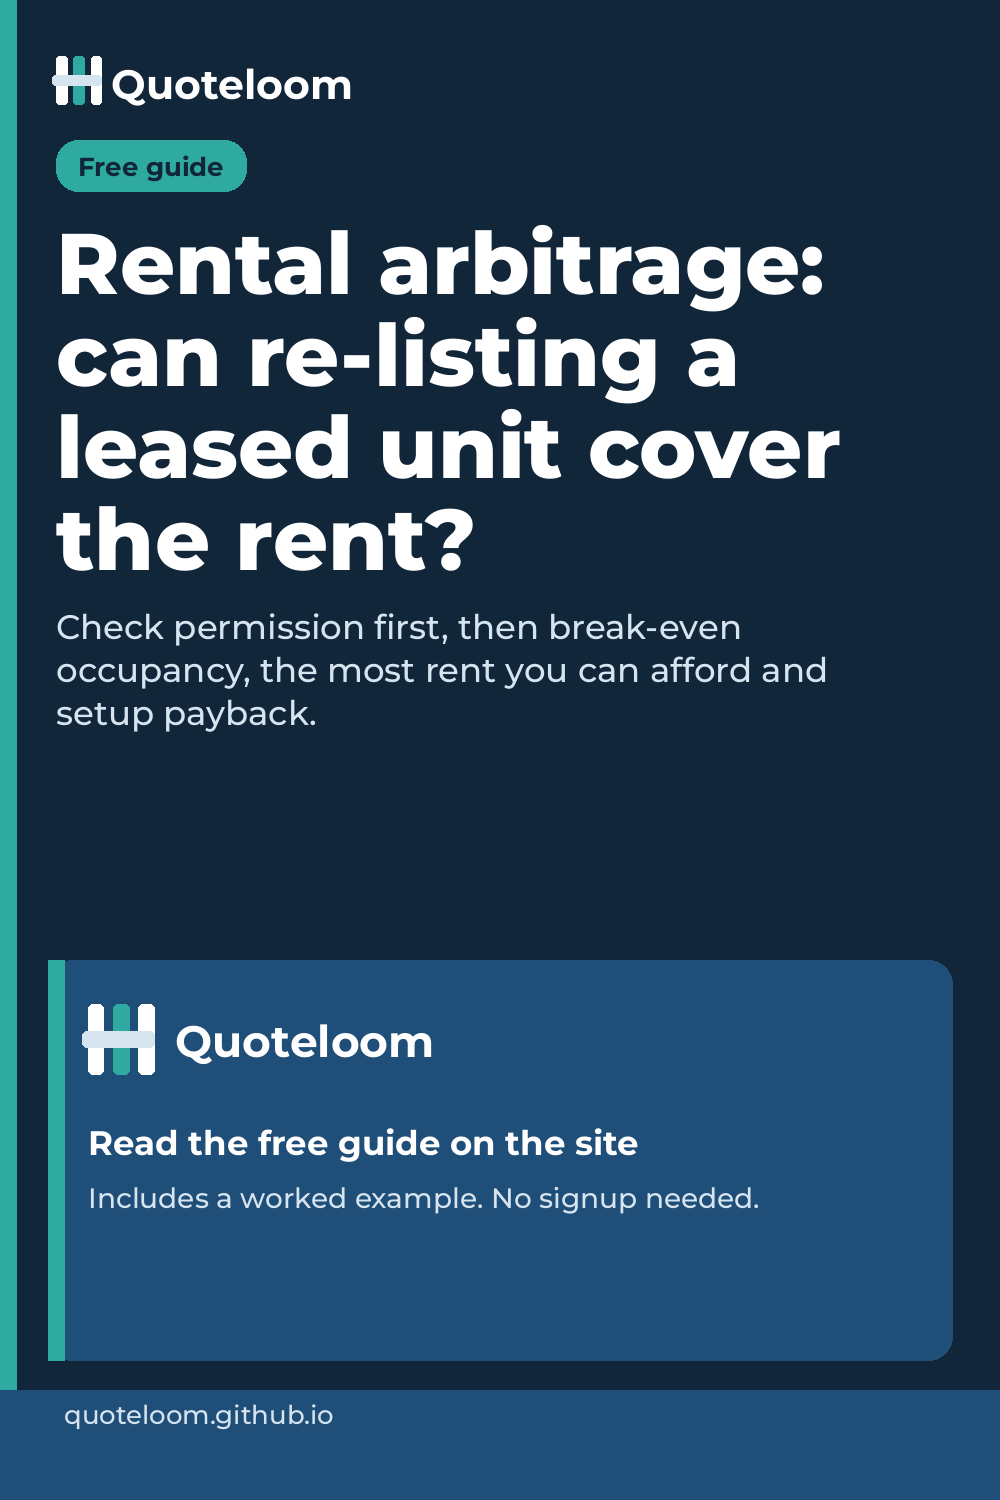 Quoteloom
Free guide
Rental arbitrage:
can re-listing a
leased unit cover
the rent?
Check permission first, then break-even
occupancy, the most rent you can afford and
setup payback.
Quoteloom
Read the free guide on the site
Includes a worked example. No signup needed.
quoteloom.github.io